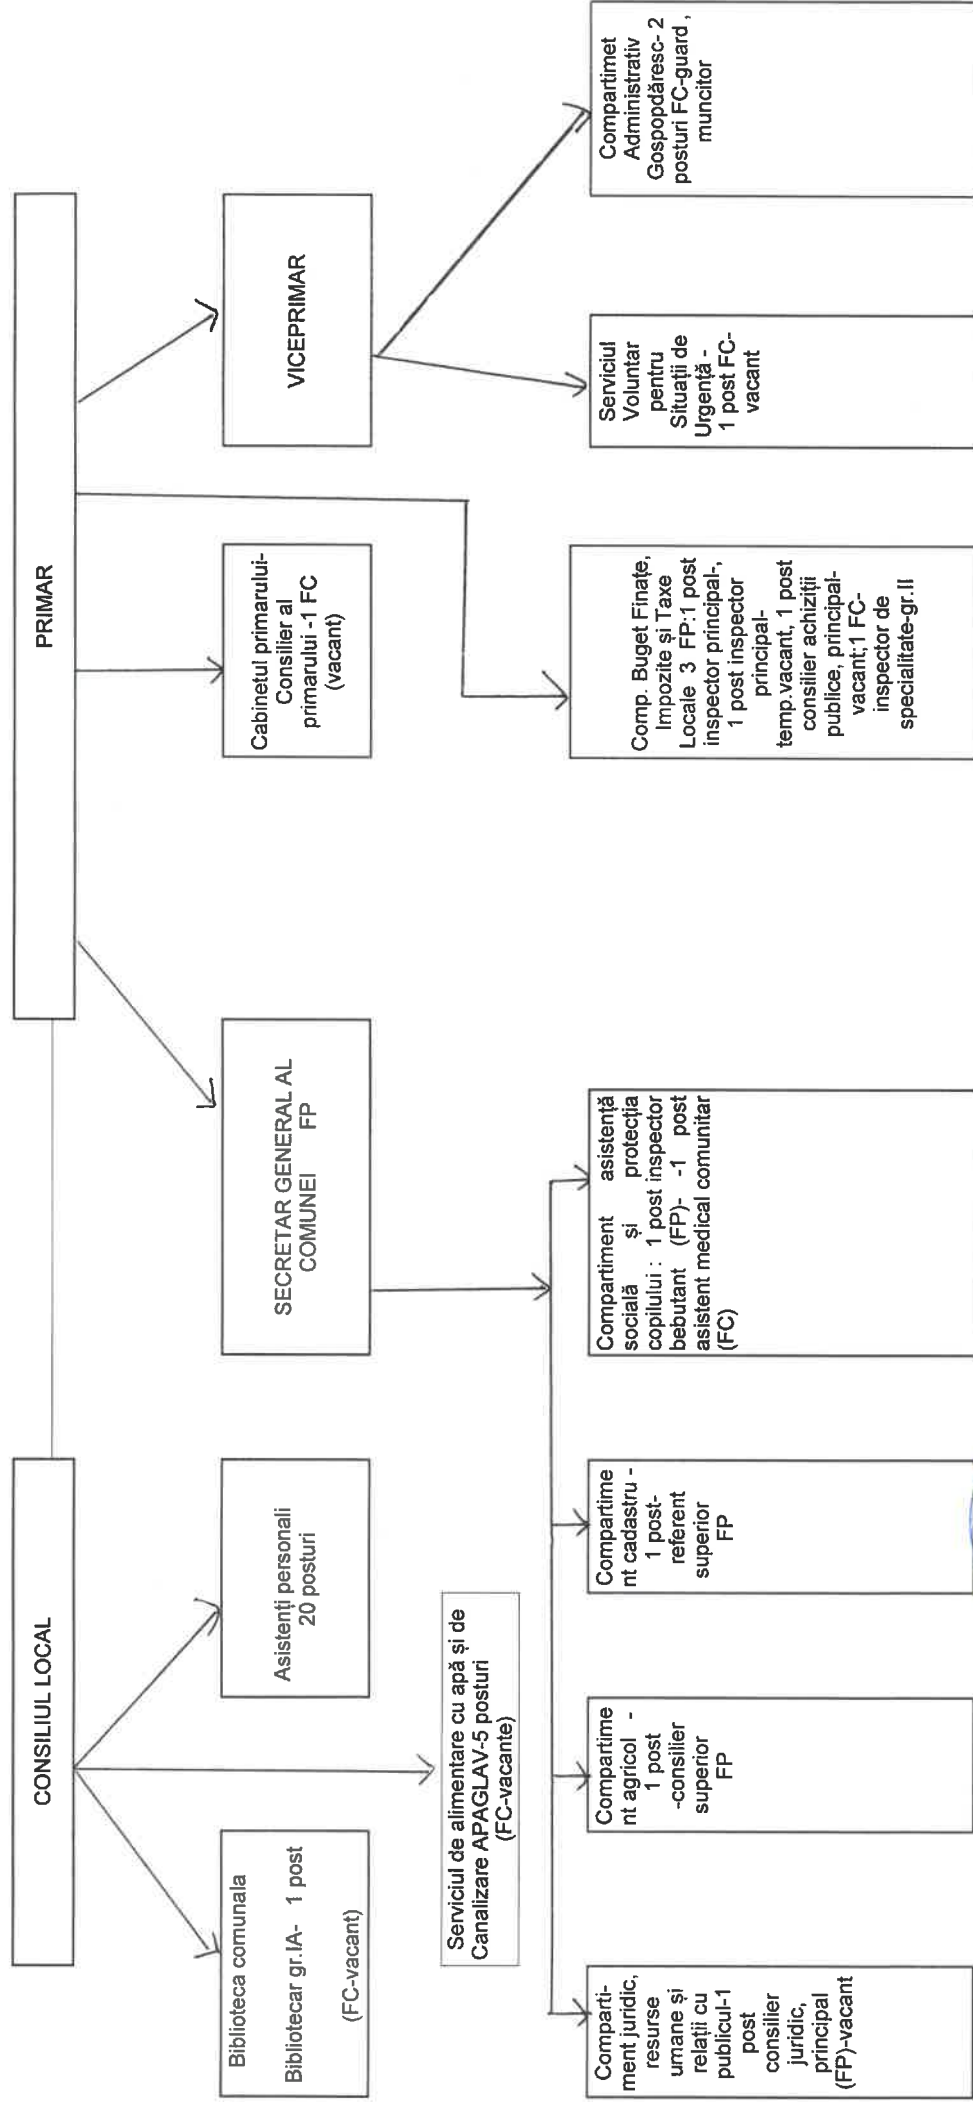 CONSILIUL LOCAL
PRIMAR
Biblioteca comunala
Bibliotecar gr.IA- 1 post
(FC-vacant)
Asistenți personali
20 posturi
SECRETAR GENERAL AL
COMUNEI FP
Cabinetul primarului-
Consilier al
primarului -1 FC
(vacant)
VICEPRIMAR
Serviciul de alimentare cu apă și de
Canalizare APAGLAV-5 posturi
(FC-vacante)
Comparti-
ment juridic,
resurse
umane și
relații cu
publicul-1
post
consilier
juridic,
principal
(FP)-vacant
Compartime
nt agricol -
1 post
-consilier
superior
FP
Compartime
nt cadastru -
1 post-
referent
superior
FP
Compartiment asistență
socială și protecția
copilului : 1 post inspector
bebutant (FP)- -1 post
asistent medical comunitar
(FC)
Comp. Buget Finațe,
Impozite și Taxe
Locale 3 FP:1 post
inspector principal-,
1 post inspector
principal-
temp.vacant, 1 post
consilier achiziții
publice, principal-
vacant;1 FC-
inspector de
specialitate-gr.II
Serviciul
Voluntar
pentru
Situații de
Urgență -
1 post FC-
vacant
Compartimet
Administrativ
Gospopdăresc- 2
posturi FC-guard ,
muncitor